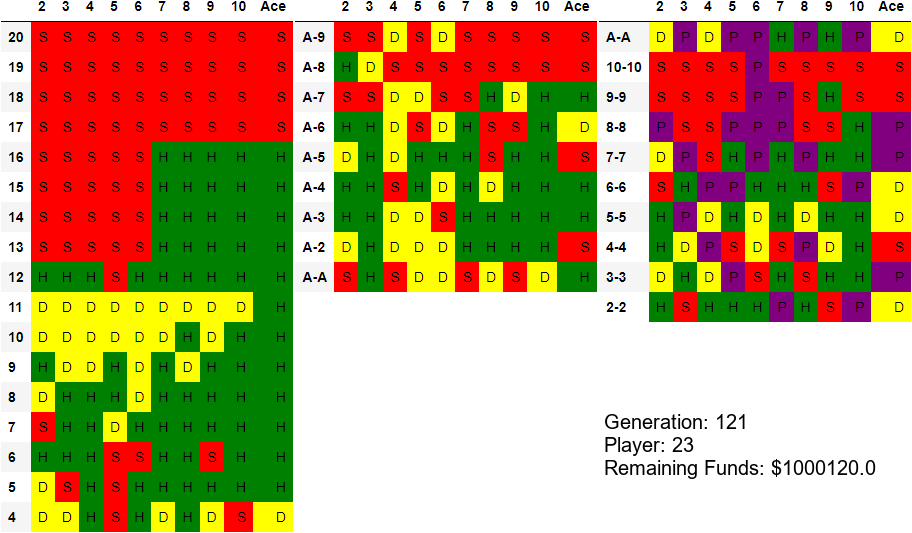 2 3 4 5 6 7 8 9 10 Ace
20 S S S S S S S S S S
19 S S S S S S S S S S
18 S S S S S S S S S S
17 S S S S S S S S S S
16 S S S S S H H H H H
15 S S S S S H H H H H
14 S S S S S H H H H H
13 S S S S S H H H H H
12 H H H S H H H H H H
11 D D D D D D D D D H
10 D D D D D D H D H H
9 H D D H D H D H H H
8 D H H H D H H H H H
7 S H H D H H H H H H
6 H H H S S H H S H H
5 D S H S H H H H H H
4 D D H S H D H D S D
2 3 4 5 6 7 8 9 10 Ace
A-9 S S D S D S S S S S
A-8 H D S S S S S S S S
A-7 S S D D S S H D H H
A-6 H H D S D H S S H D
A-5 D H D H H H S H H S
A-4 H H S H D H D H H H
A-3 H H D D S H H H H H
A-2 D H D D D H H H H S
A-A S H S D D S D S D H
2 3 4 5 6 7 8 9 10 Ace
A-A D P D P P H P H P D
10-10 S S S S P S S S S S
9-9 S S S S P P S H S S
8-8 P S S P P P S S H P
7-7 D P S H P H P H H P
6-6 S H P P H H H S P D
5-5 H P D H D H D H H D
4-4 H D P S D S P D H S
3-3 D H D P S H S H H P
2-2 H S H H H P H S P D
Generation: 121
Player: 23
Remaining Funds: $1000120.0